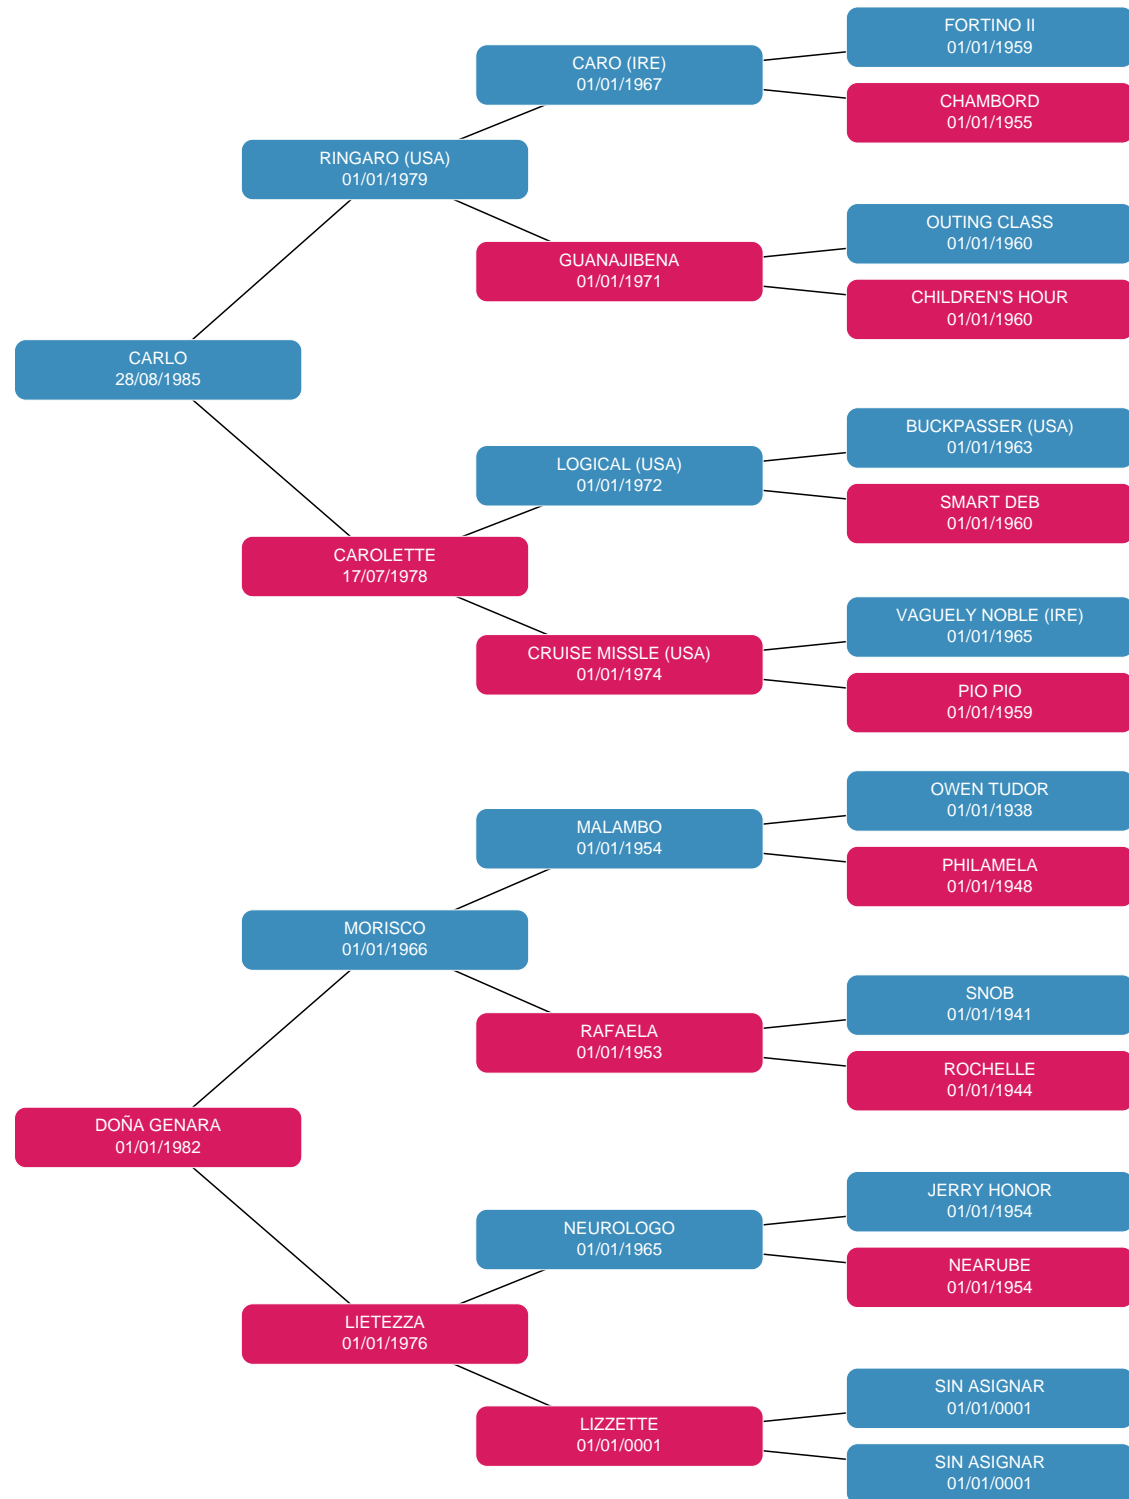 FORTINO II
01/01/1959
CARO (IRE)
01/01/1967
CHAMBORD
01/01/1955
RINGARO (USA)
01/01/1979
OUTING CLASS
01/01/1960
GUANAJIBENA
01/01/1971
CHILDREN'S HOUR
01/01/1960
CARLO
28/08/1985
BUCKPASSER (USA)
01/01/1963
LOGICAL (USA)
01/01/1972
SMART DEB
01/01/1960
CAROLETTE
17/07/1978
VAGUELY NOBLE (IRE)
01/01/1965
CRUISE MISSLE (USA)
01/01/1974
PIO PIO
01/01/1959
OWEN TUDOR
01/01/1938
MALAMBO
01/01/1954
PHILAMELA
01/01/1948
MORISCO
01/01/1966
SNOB
01/01/1941
RAFAELA
01/01/1953
ROCHELLE
01/01/1944
DOÑA GENARA
01/01/1982
JERRY HONOR
01/01/1954
NEUROLOGO
01/01/1965
NEARUBE
01/01/1954
LIETEZZA
01/01/1976
SIN ASIGNAR
01/01/0001
LIZZETTE
01/01/0001
SIN ASIGNAR
01/01/0001